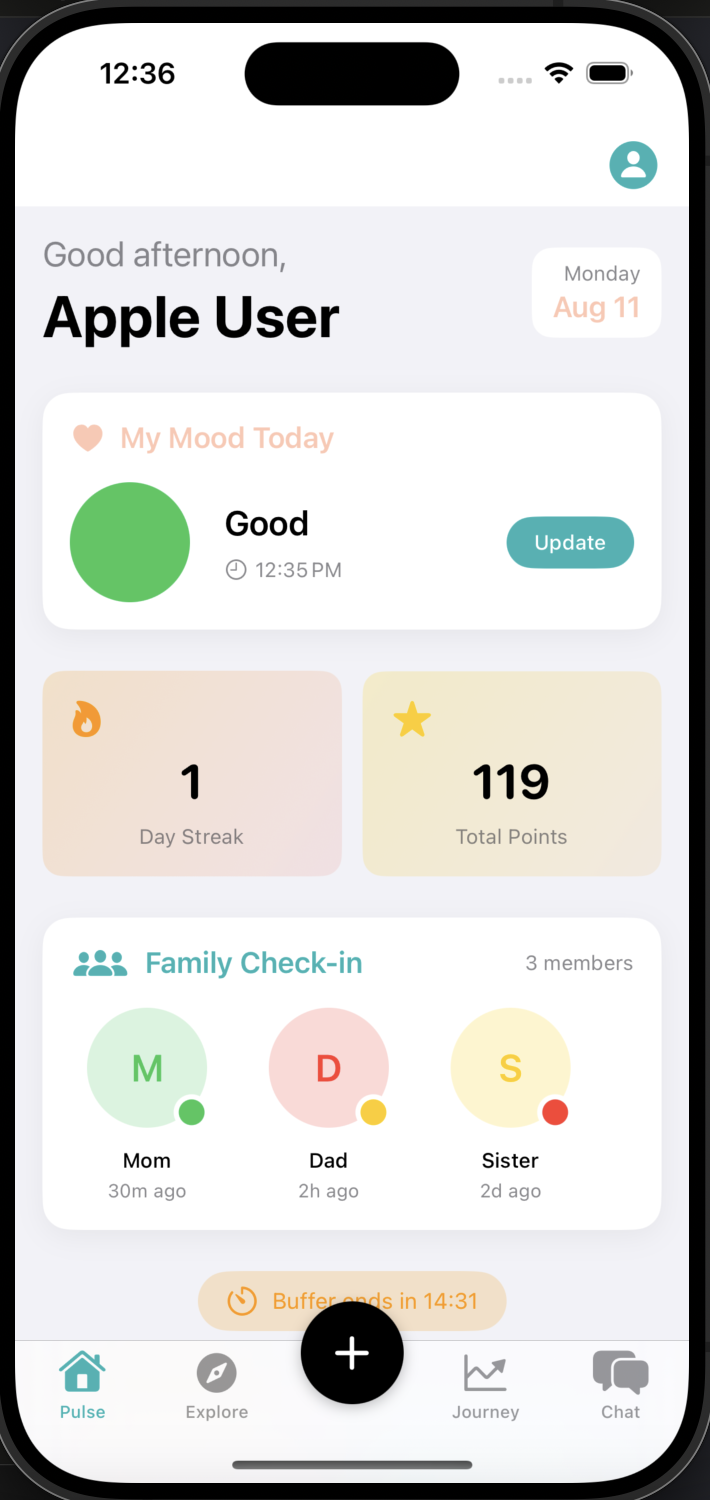 12:36
Good afternoon,
Apple User
Monday
Aug 11
My Mood Today
Good
12:35 PM
Update
1
Day Streak
119
Total Points
Family Check-in
3 members
M
D
S
Mom
Dad
Sister
30m ago
2h ago
2d ago
Buffer ends in 14:31
Pulse
Explore
Journey
Chat